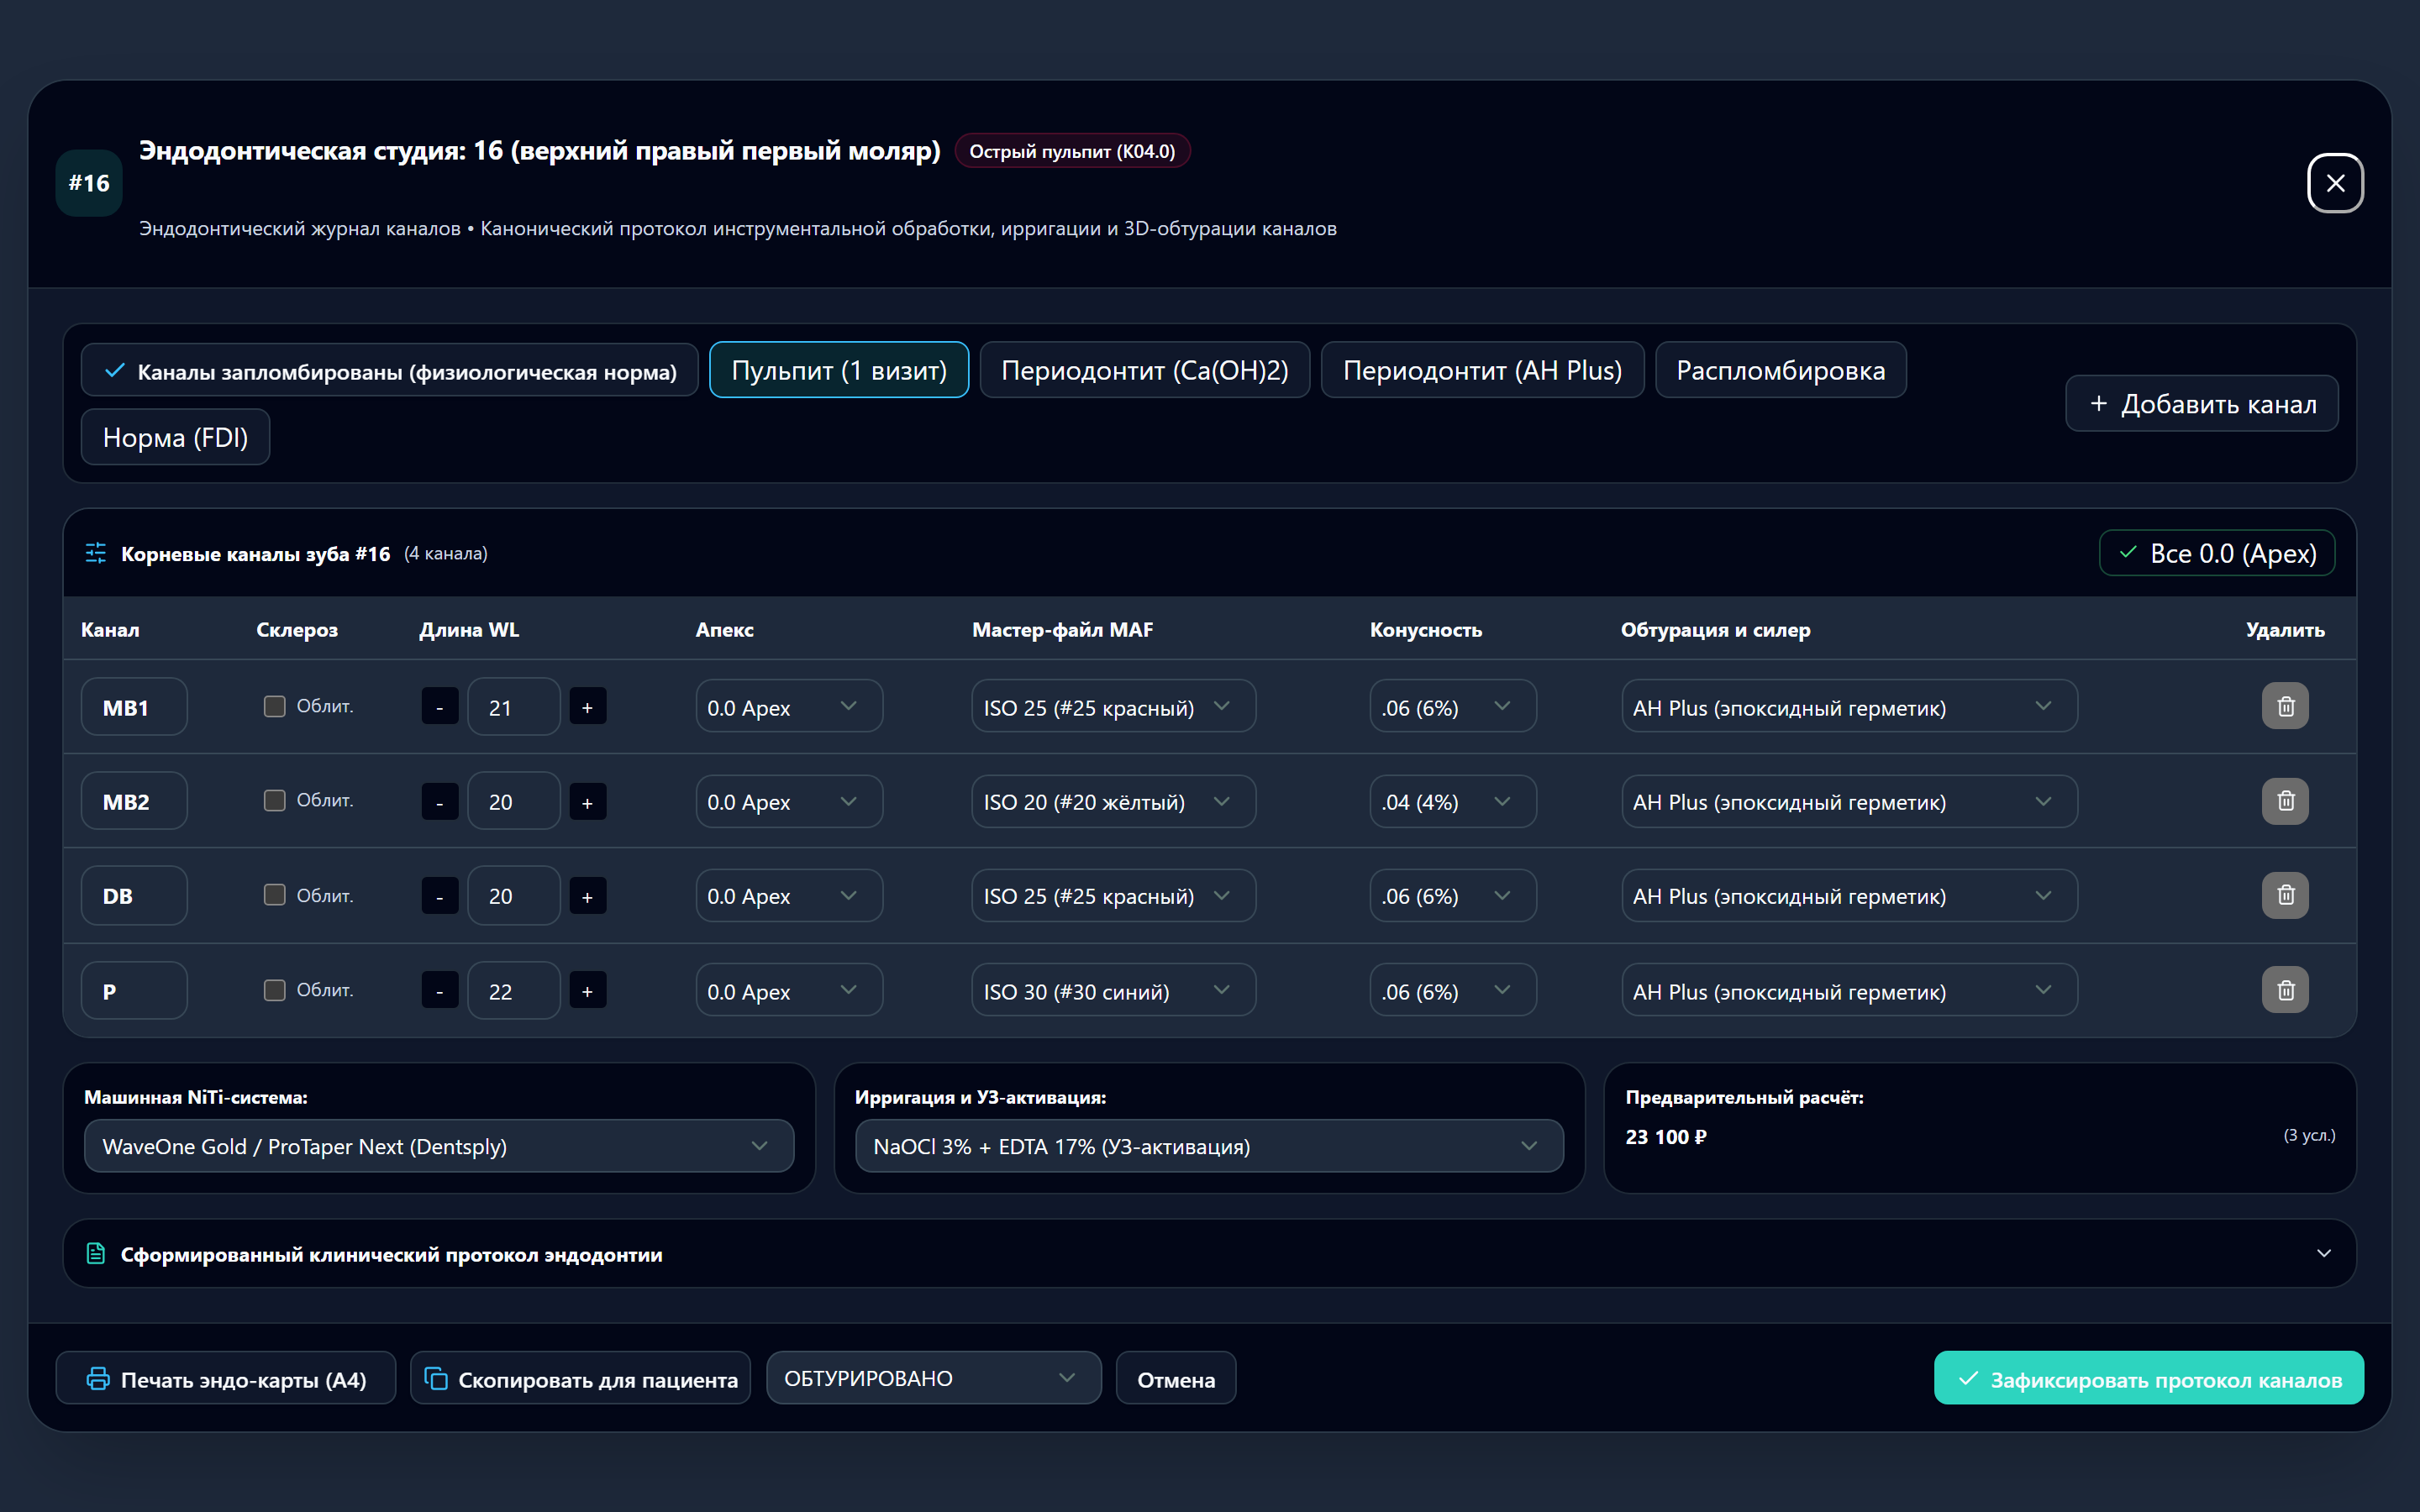 #16
Эндодонтическая студия: 16 (верхний правый первый моляр) Острый пульпит (K04.0)
Эндодонтический журнал каналов • Канонический протокол инструментальной обработки, ирригации и 3D-обтурации каналов
Каналы запломбированы (физиологическая норма) Пульпит (1 визит) Периодонтит (Ca(OH)2) Периодонтит (AH Plus) Распломбировка
Норма (FDI)
+ Добавить канал
Корневые каналы зуба #16 (4 канала) Все 0.0 (Apex)
Канал Склероз Длина WL Апекс Мастер-файл MAF Конусность Обтурация и силер Удалить
MB1 Облит. - 21 + 0.0 Apex ISO 25 (#25 красный) .06 (6%) AH Plus (эпоксидный герметик)
MB2 Облит. - 20 + 0.0 Apex ISO 20 (#20 жёлтый) .04 (4%) AH Plus (эпоксидный герметик)
DB Облит. - 20 + 0.0 Apex ISO 25 (#25 красный) .06 (6%) AH Plus (эпоксидный герметик)
P Облит. - 22 + 0.0 Apex ISO 30 (#30 синий) .06 (6%) AH Plus (эпоксидный герметик)
Машинная NiTi-система:
WaveOne Gold / ProTaper Next (Dentsply)
Ирригация и УЗ-активация:
NaOCl 3% + EDTA 17% (УЗ-активация)
Предварительный расчёт:
23 100 ₽ (3 усл.)
Сформированный клинический протокол эндодонтии
Печать эндо-карты (А4) Скопировать для пациента ОБТУРИРОВАНО Отмена Зафиксировать протокол каналов